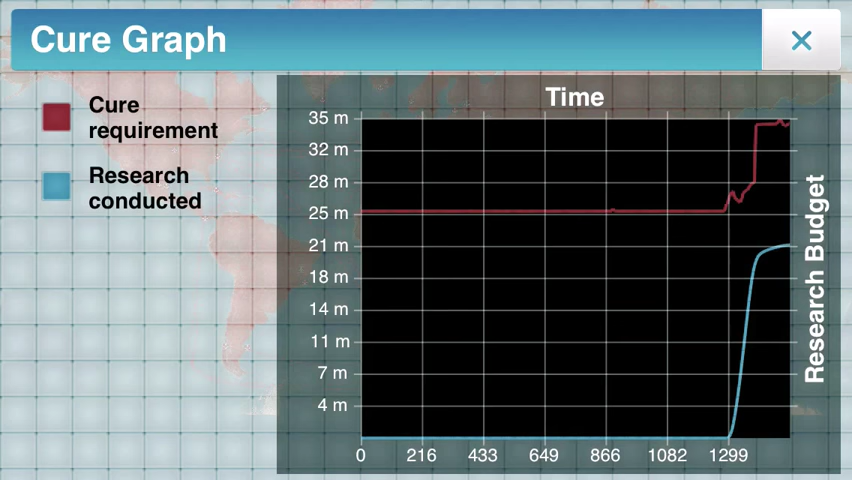 Cure Graph
Cure
requirement
Research
conducted
Time
35 m
32 m
28 m
25 m
21 m
18 m
14 m
11 m
7 m
4 m
0 216 433 649 866 1082 1299
Research Budget